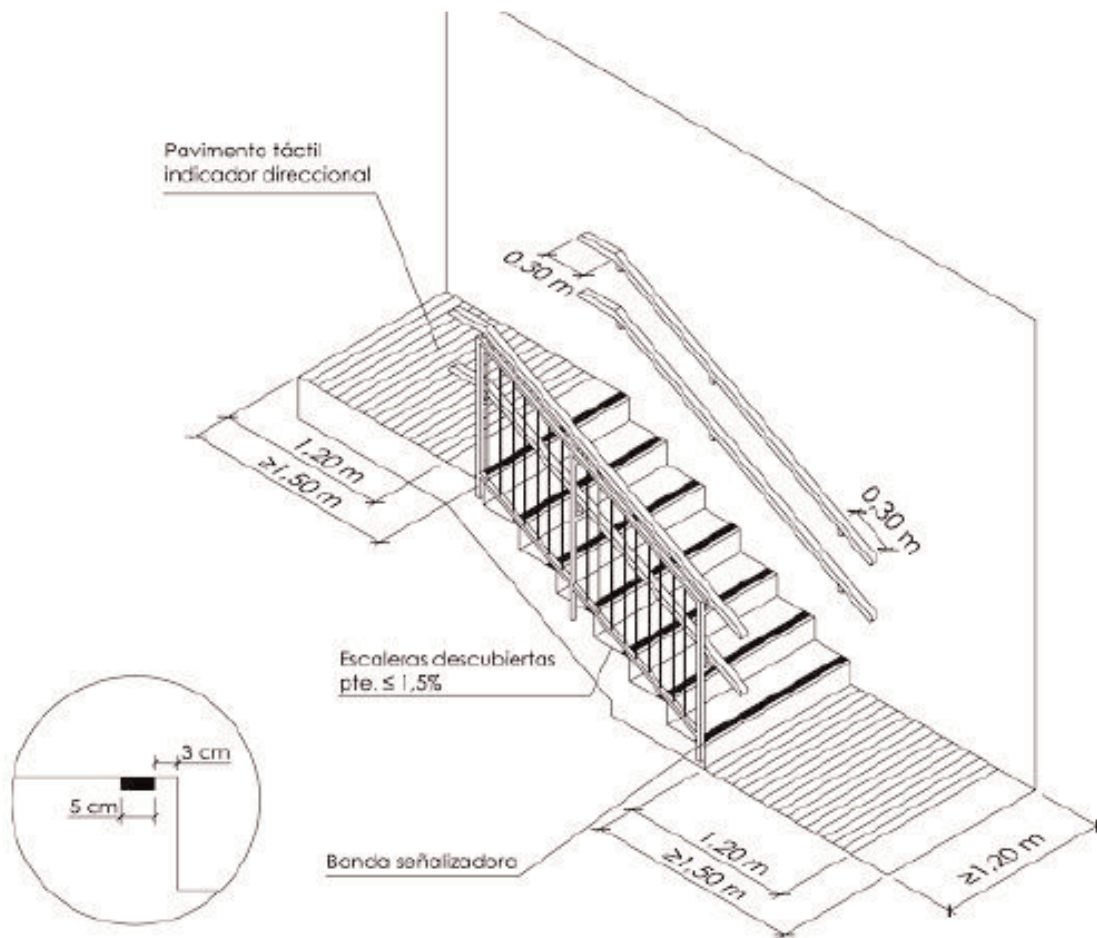 Pavimento táctil
indicador direccional
0,30 m
0,30 m
1,20 m
≥1,50 m
Escaleras descubiertas
pte. ≤ 1,5%
3 cm
5 cm
Banda señalizadora
1,20 m
≥1,50 m
≥1,20 m